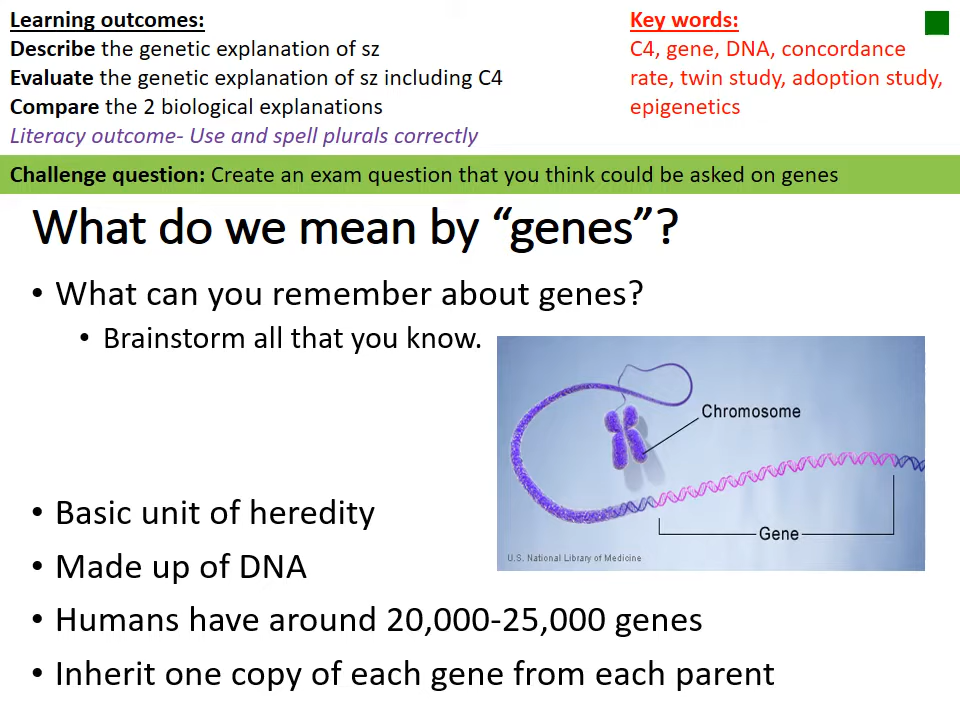 Learning outcomes:
Describe the genetic explanation of sz
Evaluate the genetic explanation of sz including C4
Compare the 2 biological explanations
Literacy outcome- Use and spell plurals correctly
Key words:
C4, gene, DNA, concordance
rate, twin study, adoption study,
epigenetics
Challenge question: Create an exam question that you think could be asked on genes
What do we mean by “genes”?
• What can you remember about genes?
• Brainstorm all that you know.
Chromosome
Gene
U.S. National Library of Medicine
• Basic unit of heredity
• Made up of DNA
• Humans have around 20,000-25,000 genes
• Inherit one copy of each gene from each parent